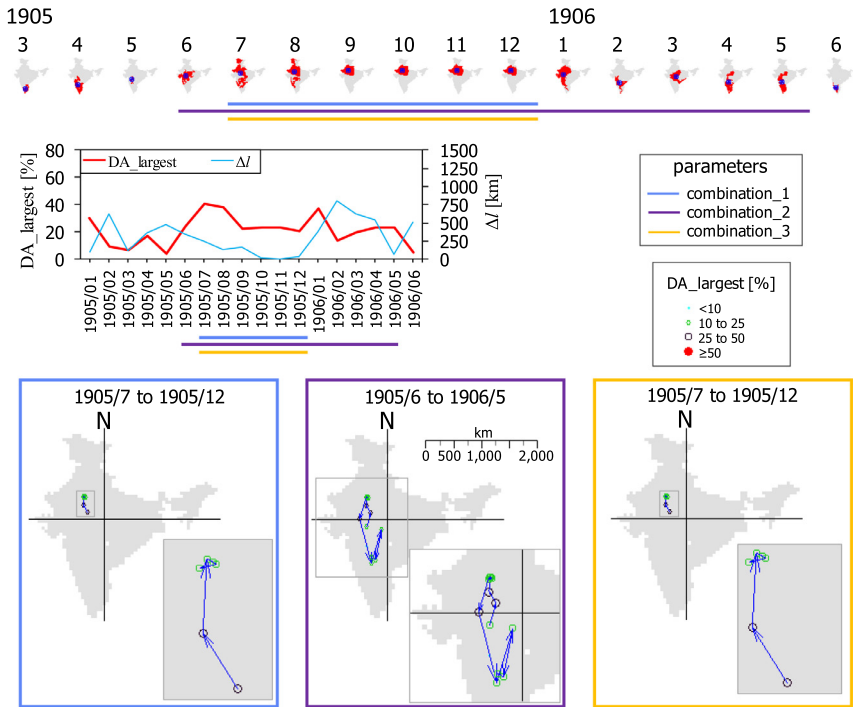 1905 1906
3 4 5 6 7 8 9 10 11 12 1 2 3 4 5 6
DA_largest [%]
80
60
40
20
0
DA_largest Δl
1500
1250
1000
750
500
250
0
Δl [km]
1905/01 1905/02 1905/03 1905/04 1905/05 1905/06 1905/07 1905/08 1905/09 1905/10 1905/11 1905/12 1906/01 1906/02 1906/03 1906/04 1906/05 1906/06
parameters
combination_1
combination_2
combination_3
DA_largest [%]
<10
10 to 25
25 to 50
≥50
1905/7 to 1905/12
N
1905/6 to 1906/5
N
km
0 500 1,000 2,000
1905/7 to 1905/12
N